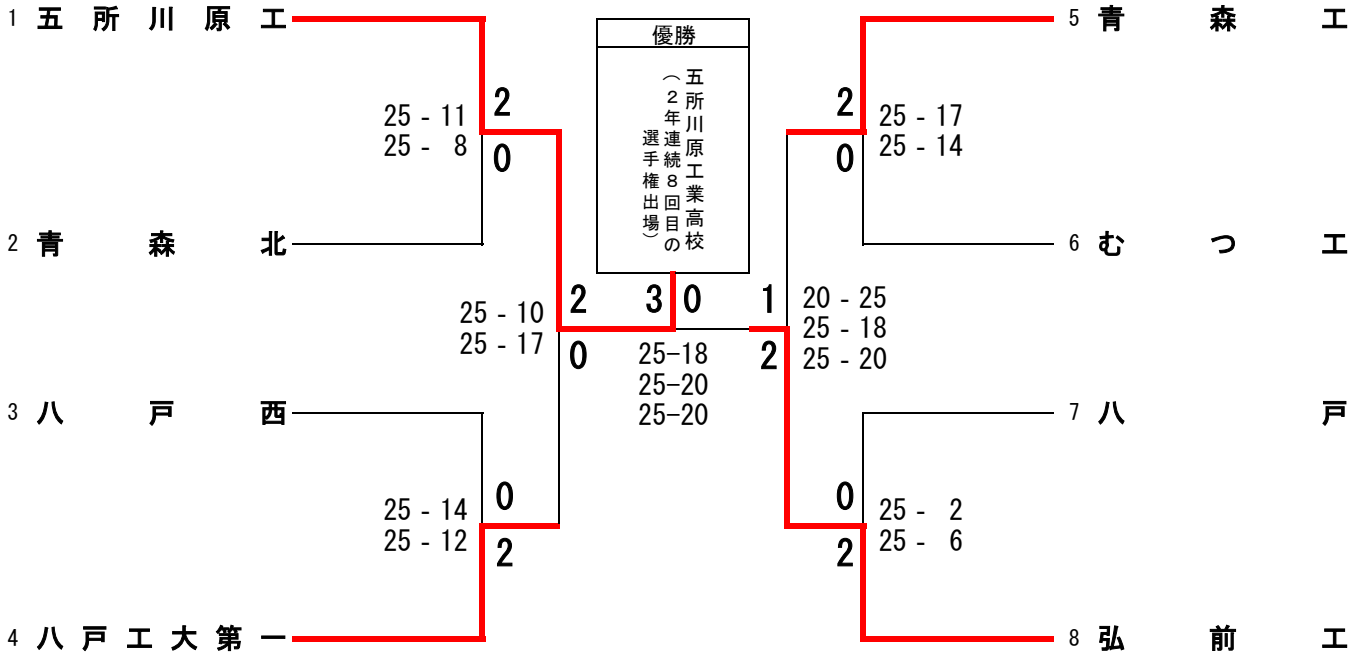 1 五所川原工
25 - 11
25 - 8
2
0
2 青森北
25 - 10
25 - 17
2
0
3 八戸西
25 - 14
25 - 12
0
2
4 八戸工大第一
優勝
五所川原工業高校
（２年連続８回目の
選手権出場）
3 0
25-18
25-20
25-20
5 青森工
2
0
25 - 17
25 - 14
6 むつ工
1
2
20 - 25
25 - 18
25 - 20
7 八戸
0
2
25 - 2
25 - 6
8 弘前工